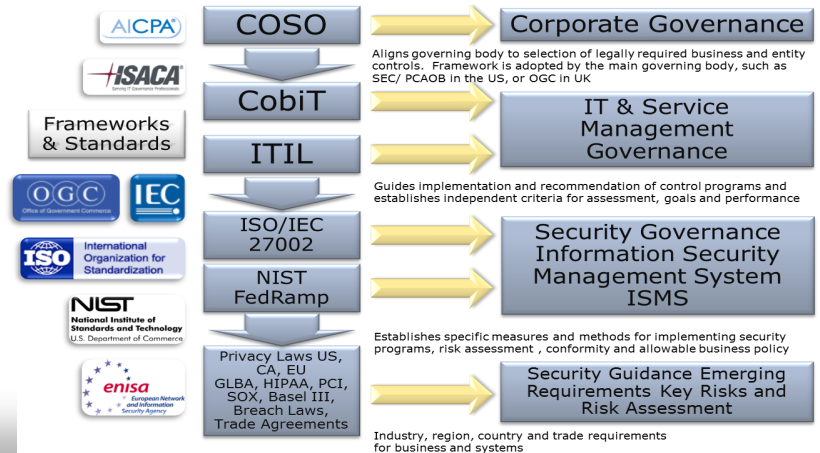 AICPA
COSO
Corporate Governance
Aligns governing body to selection of legally required business and entity
controls. Framework is adopted by the main governing body, such as
SEC/ PCAOB in the US, or OGC in UK
ISACA
Serving IT Governance Professionals
CobiT
IT & Service
Management
Governance
Frameworks
& Standards
ITIL
Guides implementation and recommendation of control programs and
establishes independent criteria for assessment, goals and performance
OGC
Office of Government Commerce
IEC
ISO/IEC
27002
Security Governance
Information Security
Management System
ISMS
ISO
International
Organization for
Standardization
NIST
FedRamp
NIST
National Institute of
Standards and Technology
U.S. Department of Commerce
Establishes specific measures and methods for implementing security
programs, risk assessment , conformity and allowable business policy
Privacy Laws US,
CA, EU
GLBA, HIPAA, PCI,
SOX, Basel III,
Breach Laws,
Trade Agreements
Security Guidance Emerging
Requirements Key Risks and
Risk Assessment
enisa
European Network
and Information
Security Agency
Industry, region, country and trade requirements
for business and systems